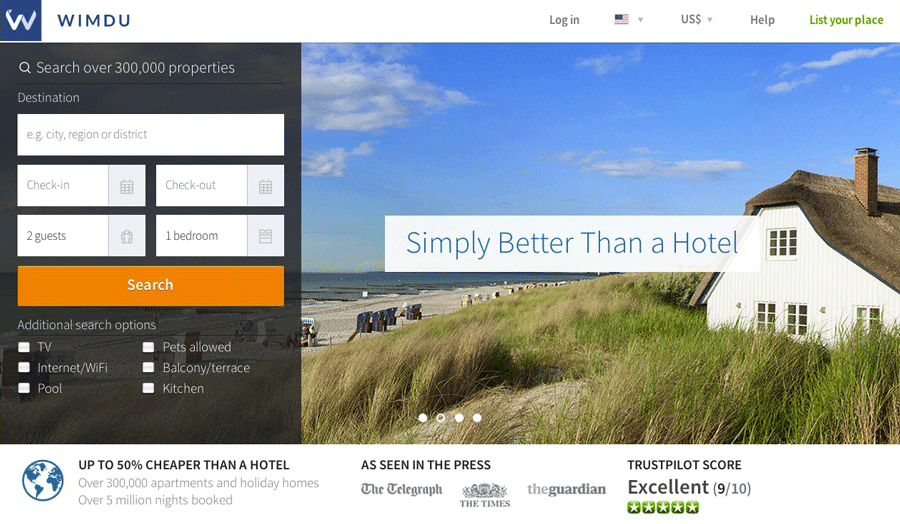 WIMDU
Log in
US$
Help
List your place
Search over 300,000 properties
Destination
e.g. city, region or district
Check-in
Check-out
2 guests
1 bedroom
Search
Additional search options
TV
Pets allowed
Internet/WiFi
Balcony/terrace
Pool
Kitchen
Simply Better Than a Hotel
UP TO 50% CHEAPER THAN A HOTEL
Over 300,000 apartments and holiday homes
Over 5 million nights booked
AS SEEN IN THE PRESS
The Telegraph
THE TIMES
theguardian
TRUSTPILOT SCORE
Excellent (9/10)